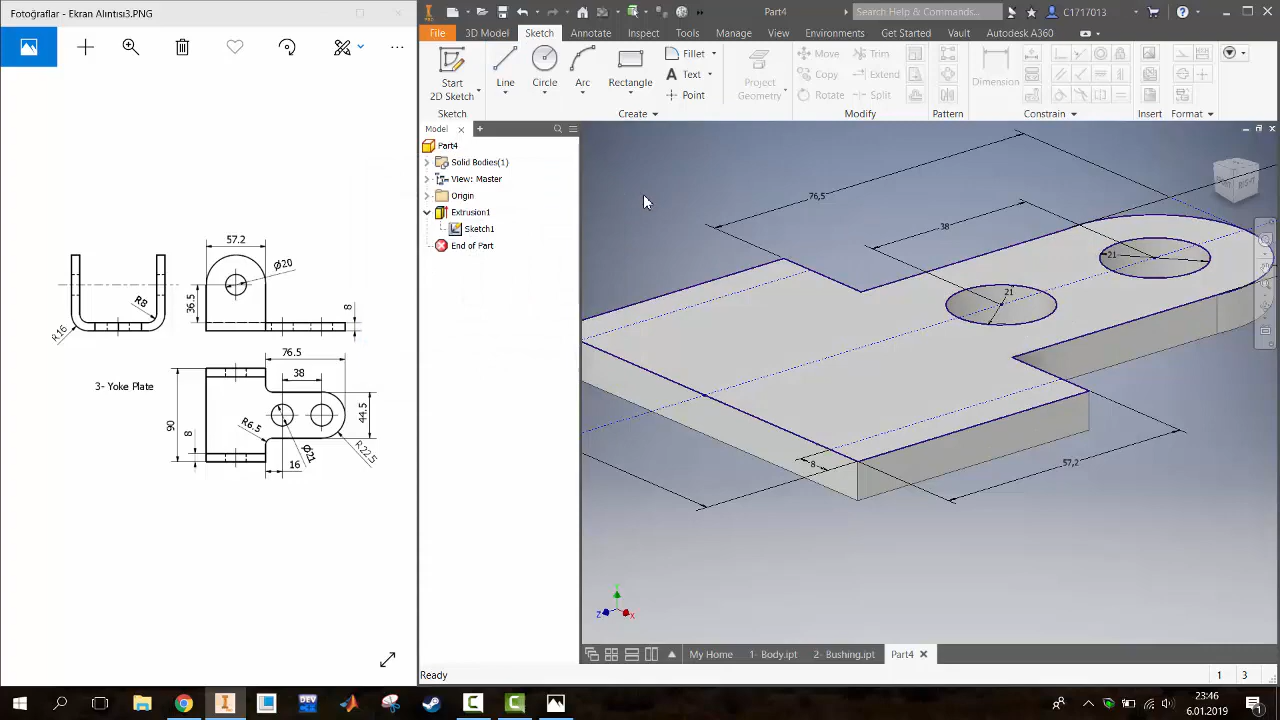 Fotoğraflar - Ekran Alıntısı3.PNG
57.2
Ø20
36.5
8
R8
R16
76.5
38
3- Yoke Plate
90
8
44.5
R6.5
Ø21
R22.5
16
Part4
Search Help & Commands...
C1717013
File
3D Model
Sketch
Annotate
Inspect
Tools
Manage
View
Environments
Get Started
Vault
Autodesk A360
Start
2D Sketch
Line
Circle
Arc
Rectangle
Fillet
Text
Point
Project
Geometry
Move
Copy
Rotate
Trim
Extend
Split
Dimension
Sketch
Create
Modify
Pattern
Constrain
Insert
Format
Model
Part4
Solid Bodies(1)
View: Master
Origin
Extrusion1
Sketch1
End of Part
76,5
38
21
21
8
57,2
RIGHT
Y
Z
X
My Home
1- Body.ipt
2- Bushing.ipt
Part4
Ready
1
3
DEV
23:46
6.01.2019